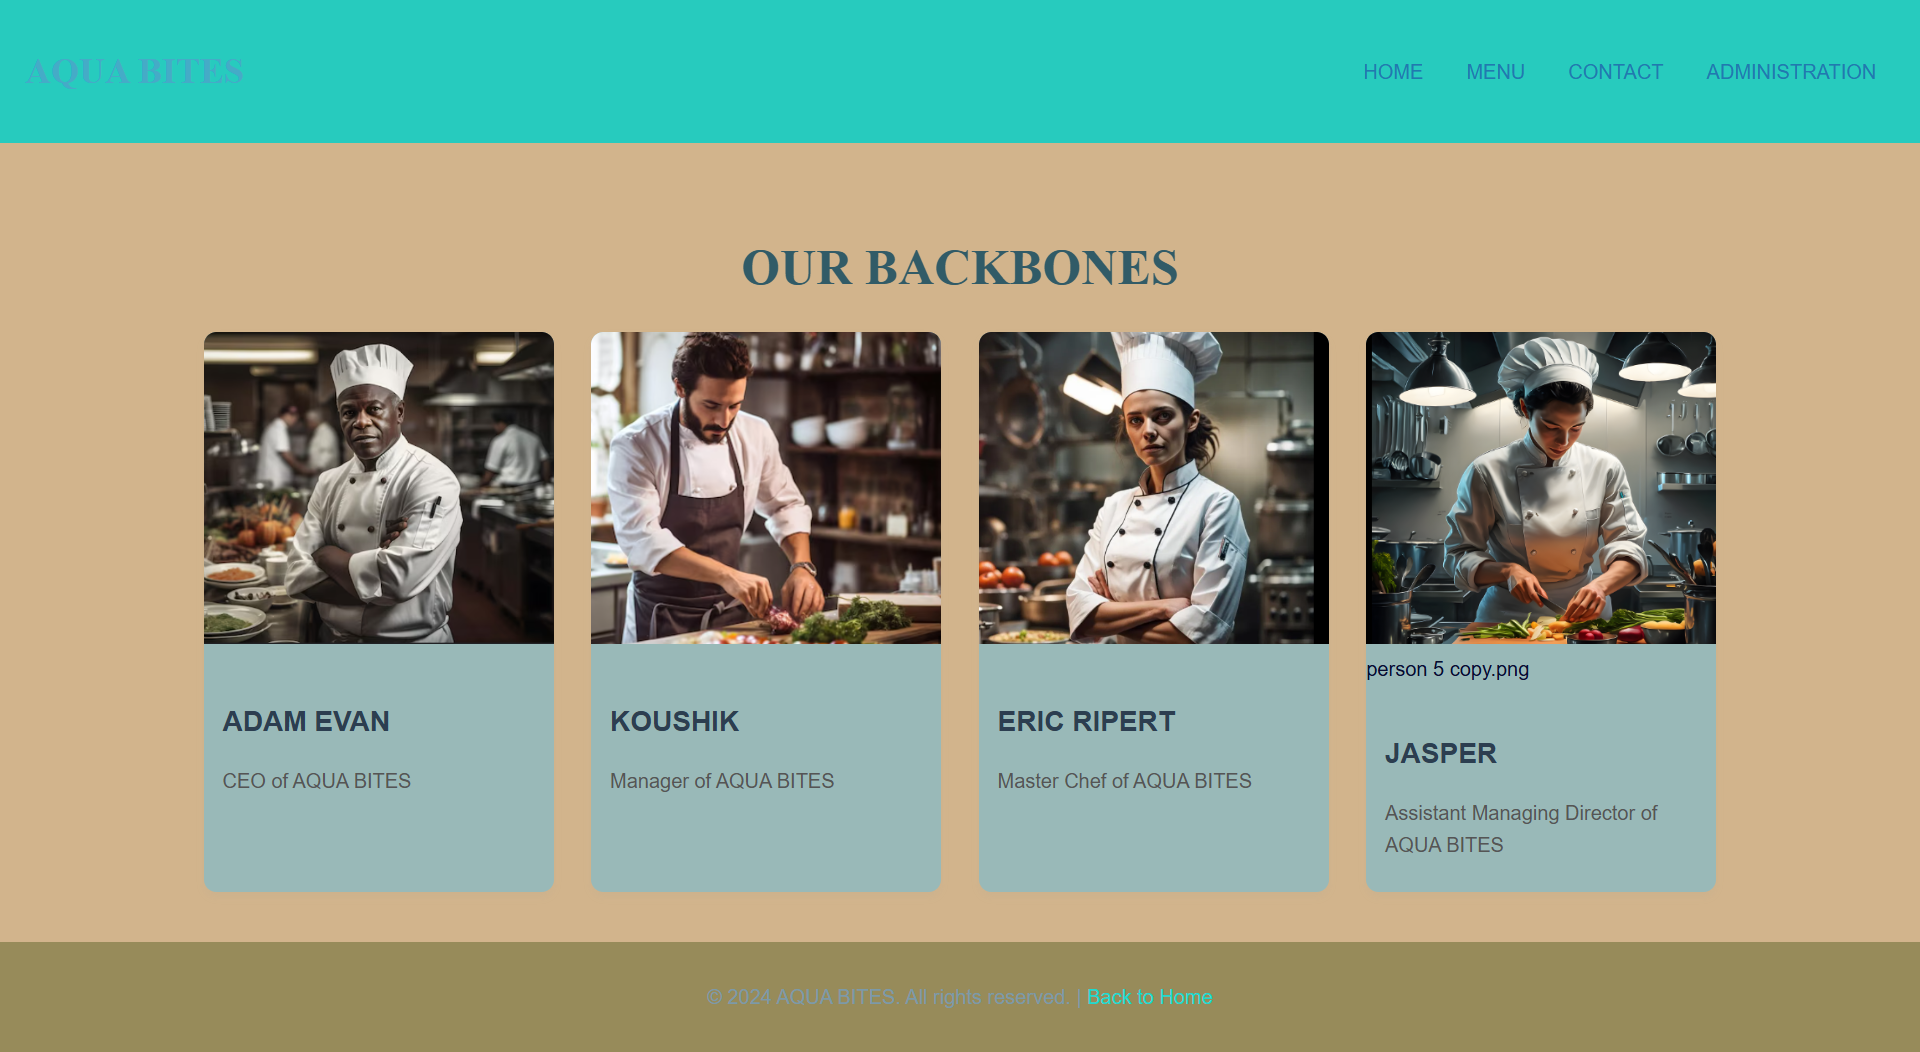 AQUA BITES
HOME MENU CONTACT ADMINISTRATION
OUR BACKBONES
ADAM EVAN
CEO of AQUA BITES
KOUSHIK
Manager of AQUA BITES
ERIC RIPERT
Master Chef of AQUA BITES
person 5 copy.png
JASPER
Assistant Managing Director of
AQUA BITES
© 2024 AQUA BITES. All rights reserved. | Back to Home